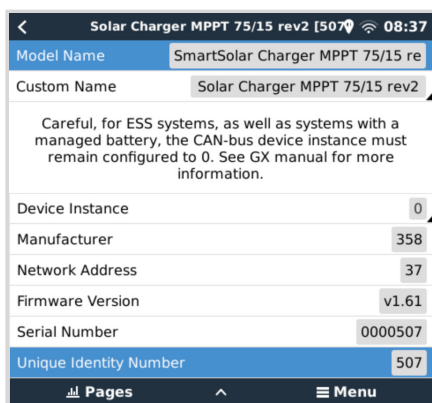 Solar Charger MPPT 75/15 rev2 [507 08:37
Model Name SmartSolar Charger MPPT 75/15 re
Custom Name Solar Charger MPPT 75/15 rev2
Careful, for ESS systems, as well as systems with a
managed battery, the CAN-bus device instance must
remain configured to 0. See GX manual for more
information.
Device Instance 0
Manufacturer 358
Network Address 37
Firmware Version v1.61
Serial Number 0000507
Unique Identity Number 507
Pages Menu